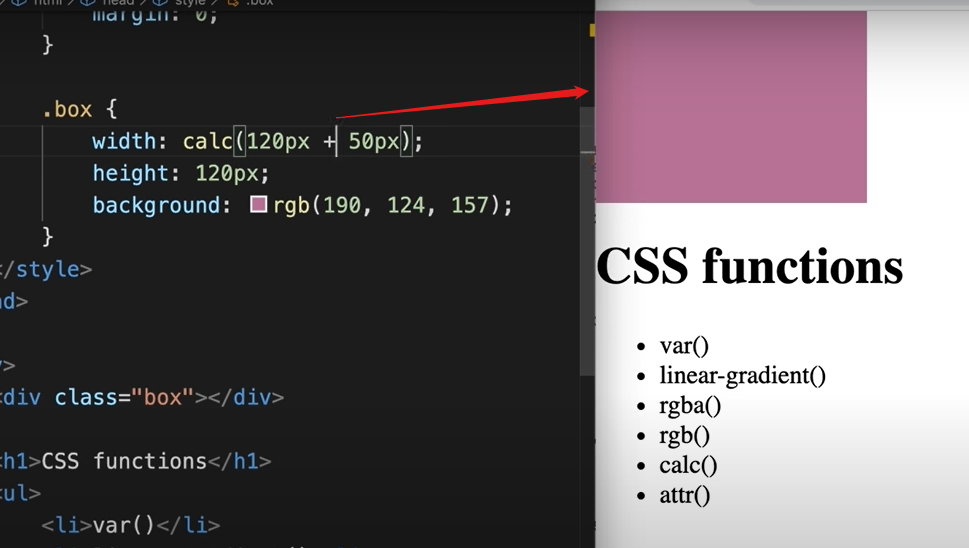 html > head > style > .box
margin: 0;
}
.box {
width: calc(120px + 50px);
height: 120px;
background: rgb(190, 124, 157);
}
</style>
d>
>
div class="box"></div>
h1>CSS functions</h1>
ul>
<li>var()</li>
CSS functions
• var()
• linear-gradient()
• rgba()
• rgb()
• calc()
• attr()